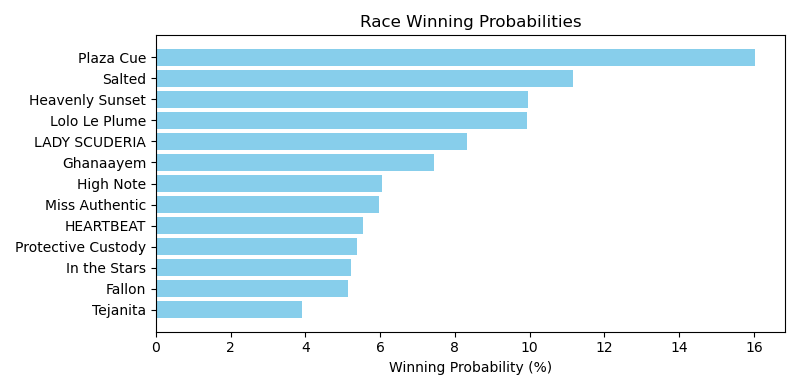 Race Winning Probabilities
Plaza Cue
Salted
Heavenly Sunset
Lolo Le Plume
LADY SCUDERIA
Ghanaayem
High Note
Miss Authentic
HEARTBEAT
Protective Custody
In the Stars
Fallon
Tejanita
0 2 4 6 8 10 12 14 16
Winning Probability (%)